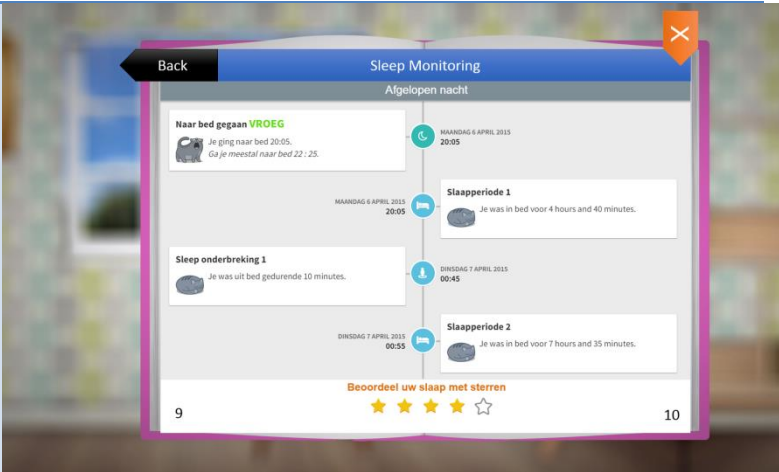 Back
Sleep Monitoring
Afgelopen nacht
Naar bed gegaan VROEG
Je ging naar bed 20:05.
Ga je meestal naar bed 22 : 25.
MAANDAG 6 APRIL 2015
20:05
MAANDAG 6 APRIL 2015
20:05
Slaapperiode 1
Je was in bed voor 4 hours and 40 minutes.
Sleep onderbreking 1
Je was uit bed gedurende 10 minutes.
DINSDAG 7 APRIL 2015
00:45
DINSDAG 7 APRIL 2015
00:55
Slaapperiode 2
Je was in bed voor 7 hours and 35 minutes.
Beoordeel uw slaap met sterren
9
10